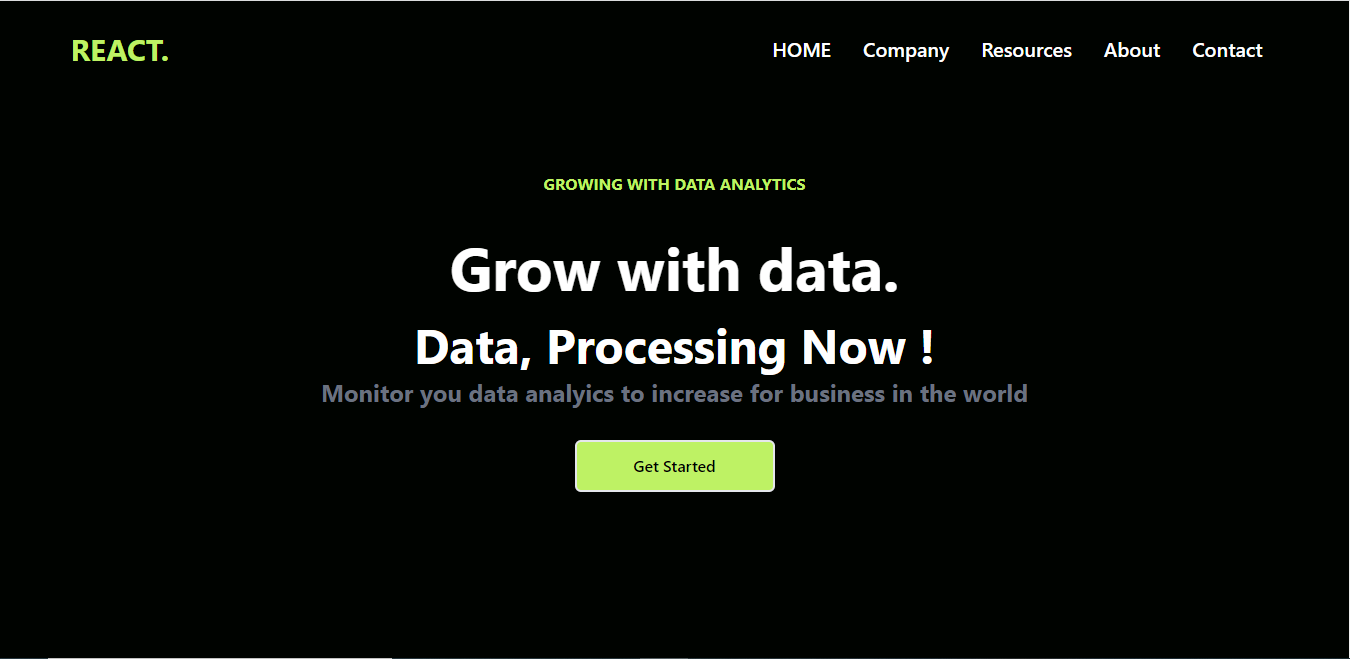 REACT.
HOME Company Resources About Contact
GROWING WITH DATA ANALYTICS
Grow with data.
Data, Processing Now !
Monitor you data analyics to increase for business in the world
Get Started